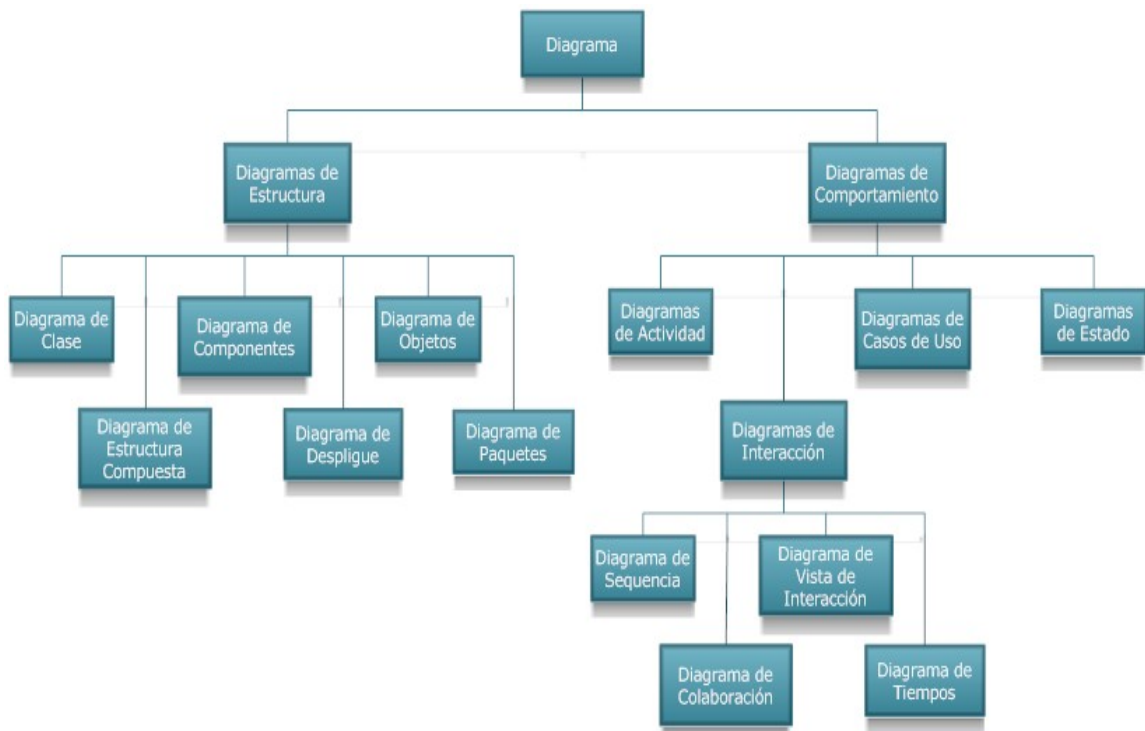 Diagrama
Diagramas de
Estructura
Diagramas de
Comportamiento
Diagrama de
Clase
Diagrama de
Componentes
Diagrama de
Objetos
Diagrama de
Estructura
Compuesta
Diagrama de
Despligue
Diagrama de
Paquetes
Diagramas
de Actividad
Diagramas de
Casos de Uso
Diagramas
de Estado
Diagramas de
Interacción
Diagrama de
Sequencia
Diagrama de
Vista de
Interacción
Diagrama de
Colaboración
Diagrama de
Tiempos